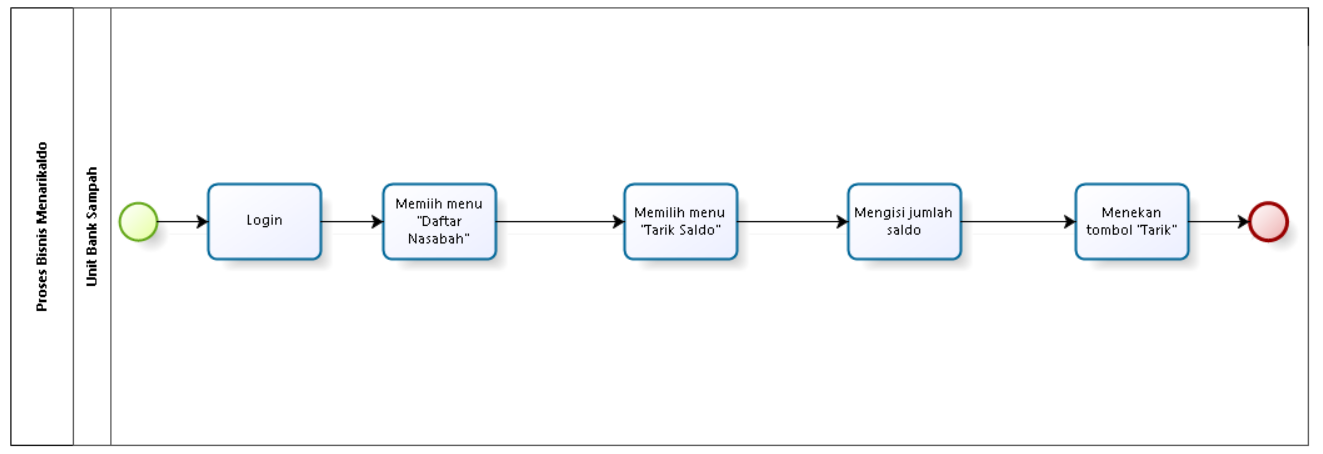 Proses Bisnis Menarikaldo
Unit Bank Sampah
Login
Memiih menu
"Daftar
Nasabah"
Memilih menu
"Tarik Saldo"
Mengisi jumlah
saldo
Menekan
tombol "Tarik"